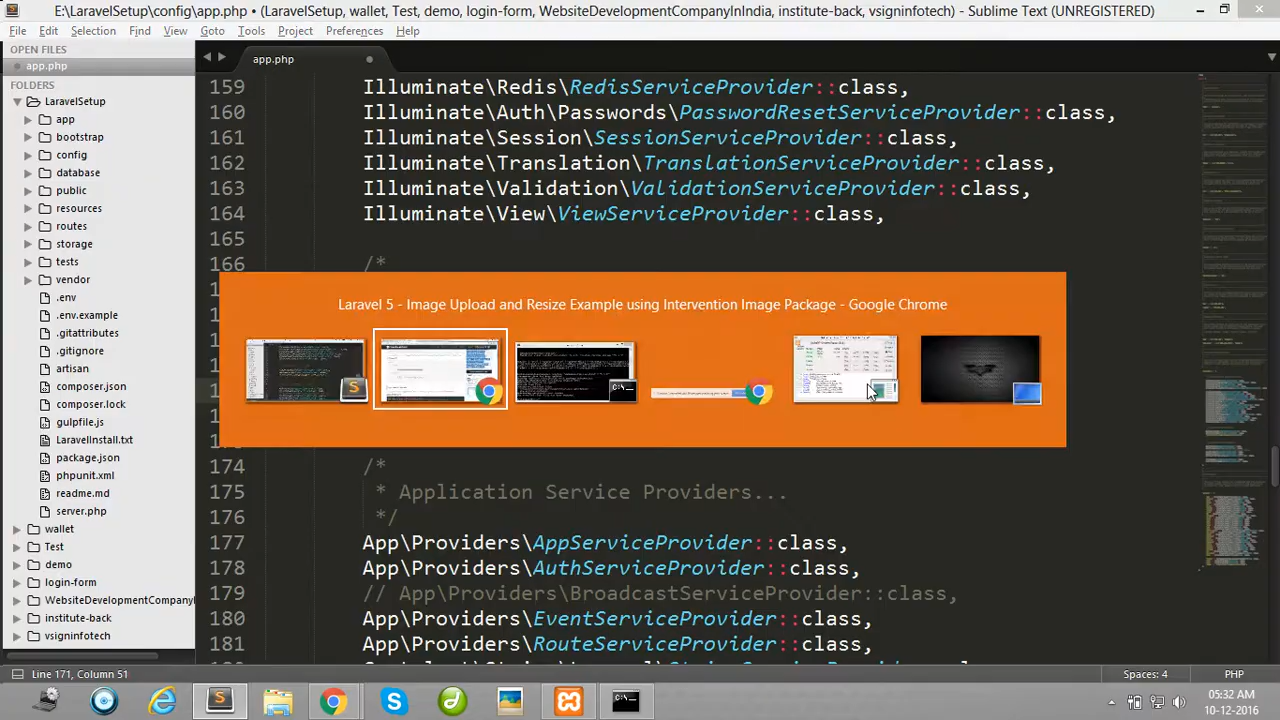 E:\LaravelSetup\config\app.php • (LaravelSetup, wallet, Test, demo, login-form, WebsiteDevelopmentCompanyInIndia, institute-back, vsigninfotech) - Sublime Text (UNREGISTERED)
File Edit Selection Find View Goto Tools Project Preferences Help
OPEN FILES
app.php
FOLDERS
LaravelSetup
app
bootstrap
config
database
public
resources
routes
storage
tests
vendor
.env
.env.example
.gitattributes
.gitignore
artisan
composer.json
composer.lock
gulpfile.js
LaravelInstall.txt
package.json
phpunit.xml
readme.md
server.php
wallet
Test
demo
login-form
WebsiteDevelopmentCompanyI
institute-back
vsigninfotech
app.php
159 Illuminate\Redis\RedisServiceProvider::class,
160 Illuminate\Auth\Passwords\PasswordResetServiceProvider::class,
161 Illuminate\Session\SessionServiceProvider::class,
162 Illuminate\Translation\TranslationServiceProvider::class,
163 Illuminate\Validation\ValidationServiceProvider::class,
164 Illuminate\View\ViewServiceProvider::class,
165
166 /*
Laravel 5 - Image Upload and Resize Example using Intervention Image Package - Google Chrome
174 /*
175 * Application Service Providers...
176 */
177 App\Providers\AppServiceProvider::class,
178 App\Providers\AuthServiceProvider::class,
179 // App\Providers\BroadcastServiceProvider::class,
180 App\Providers\EventServiceProvider::class,
181 App\Providers\RouteServiceProvider::class,
Line 171, Column 51
Spaces: 4
PHP
05:32 AM
10-12-2016